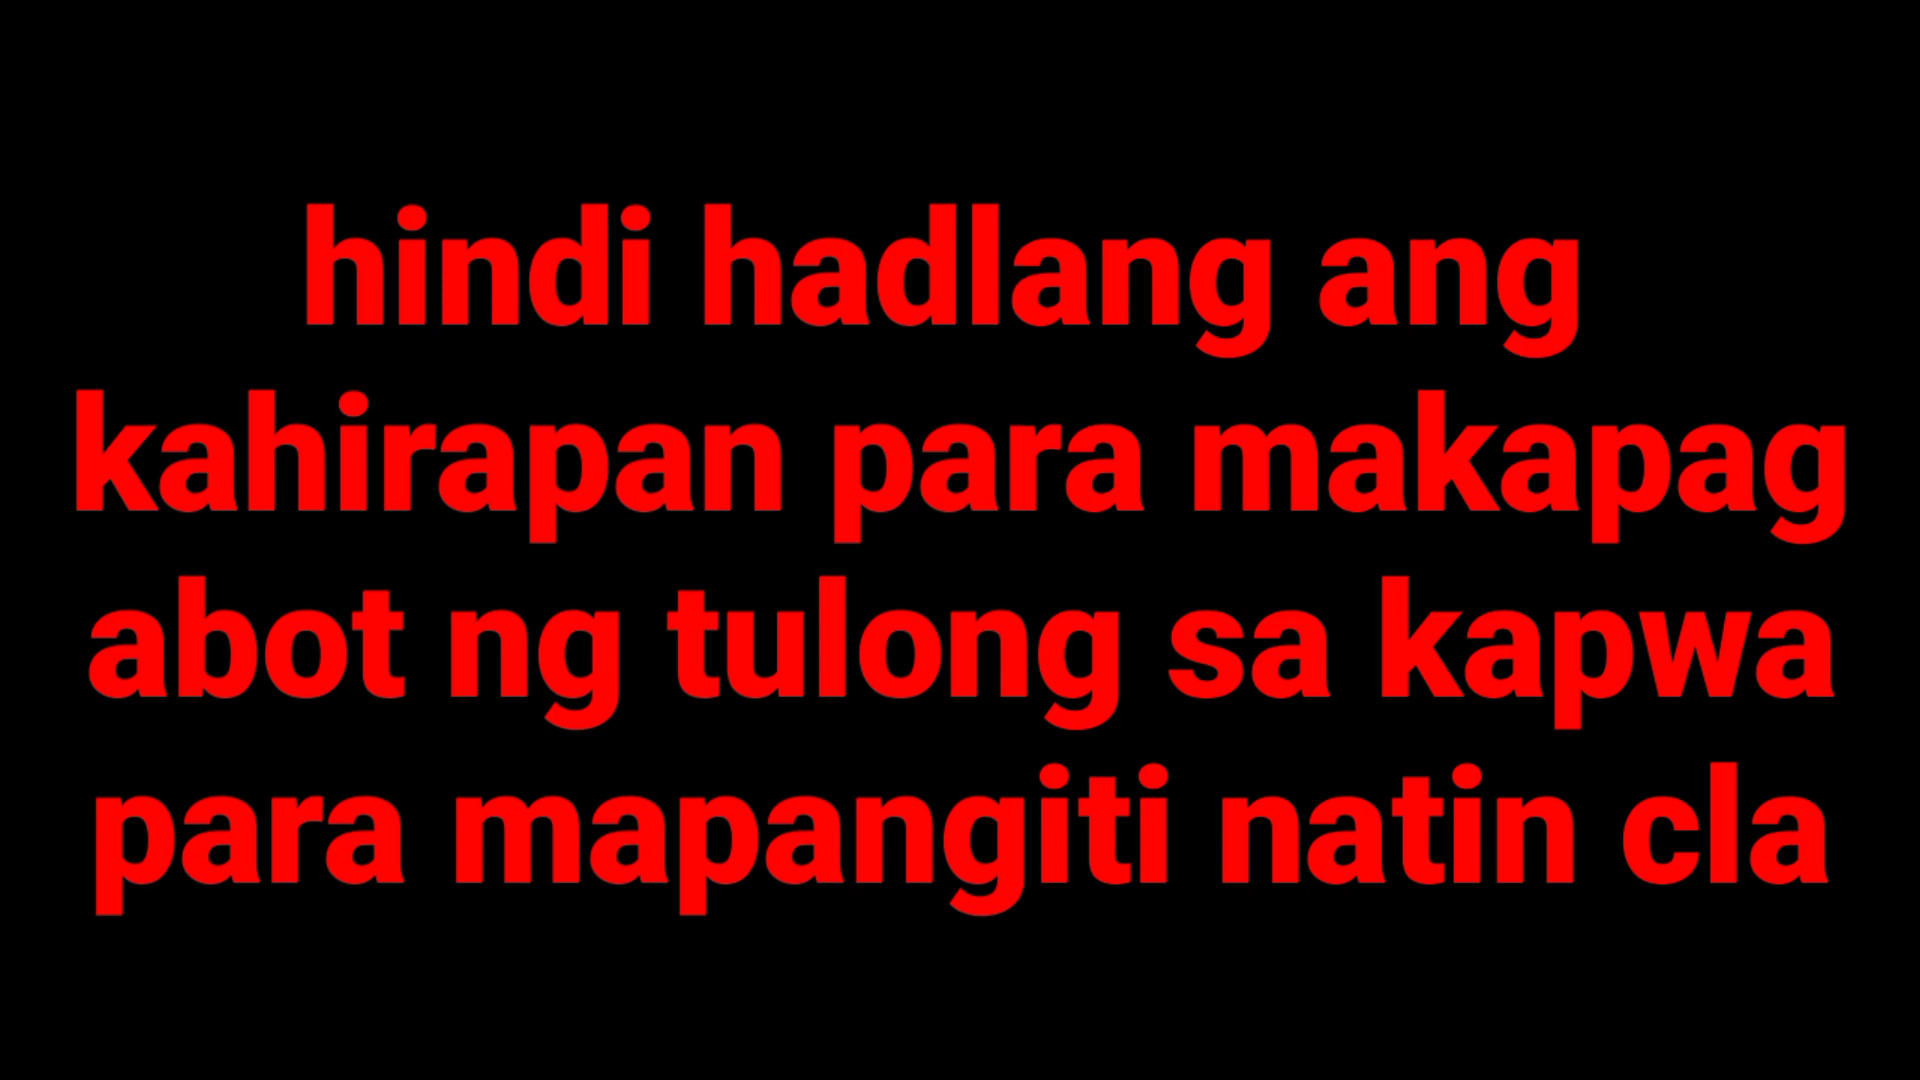 hindi hadlang ang
kahirapan para makapag
abot ng tulong sa kapwa
para mapangiti natin cla